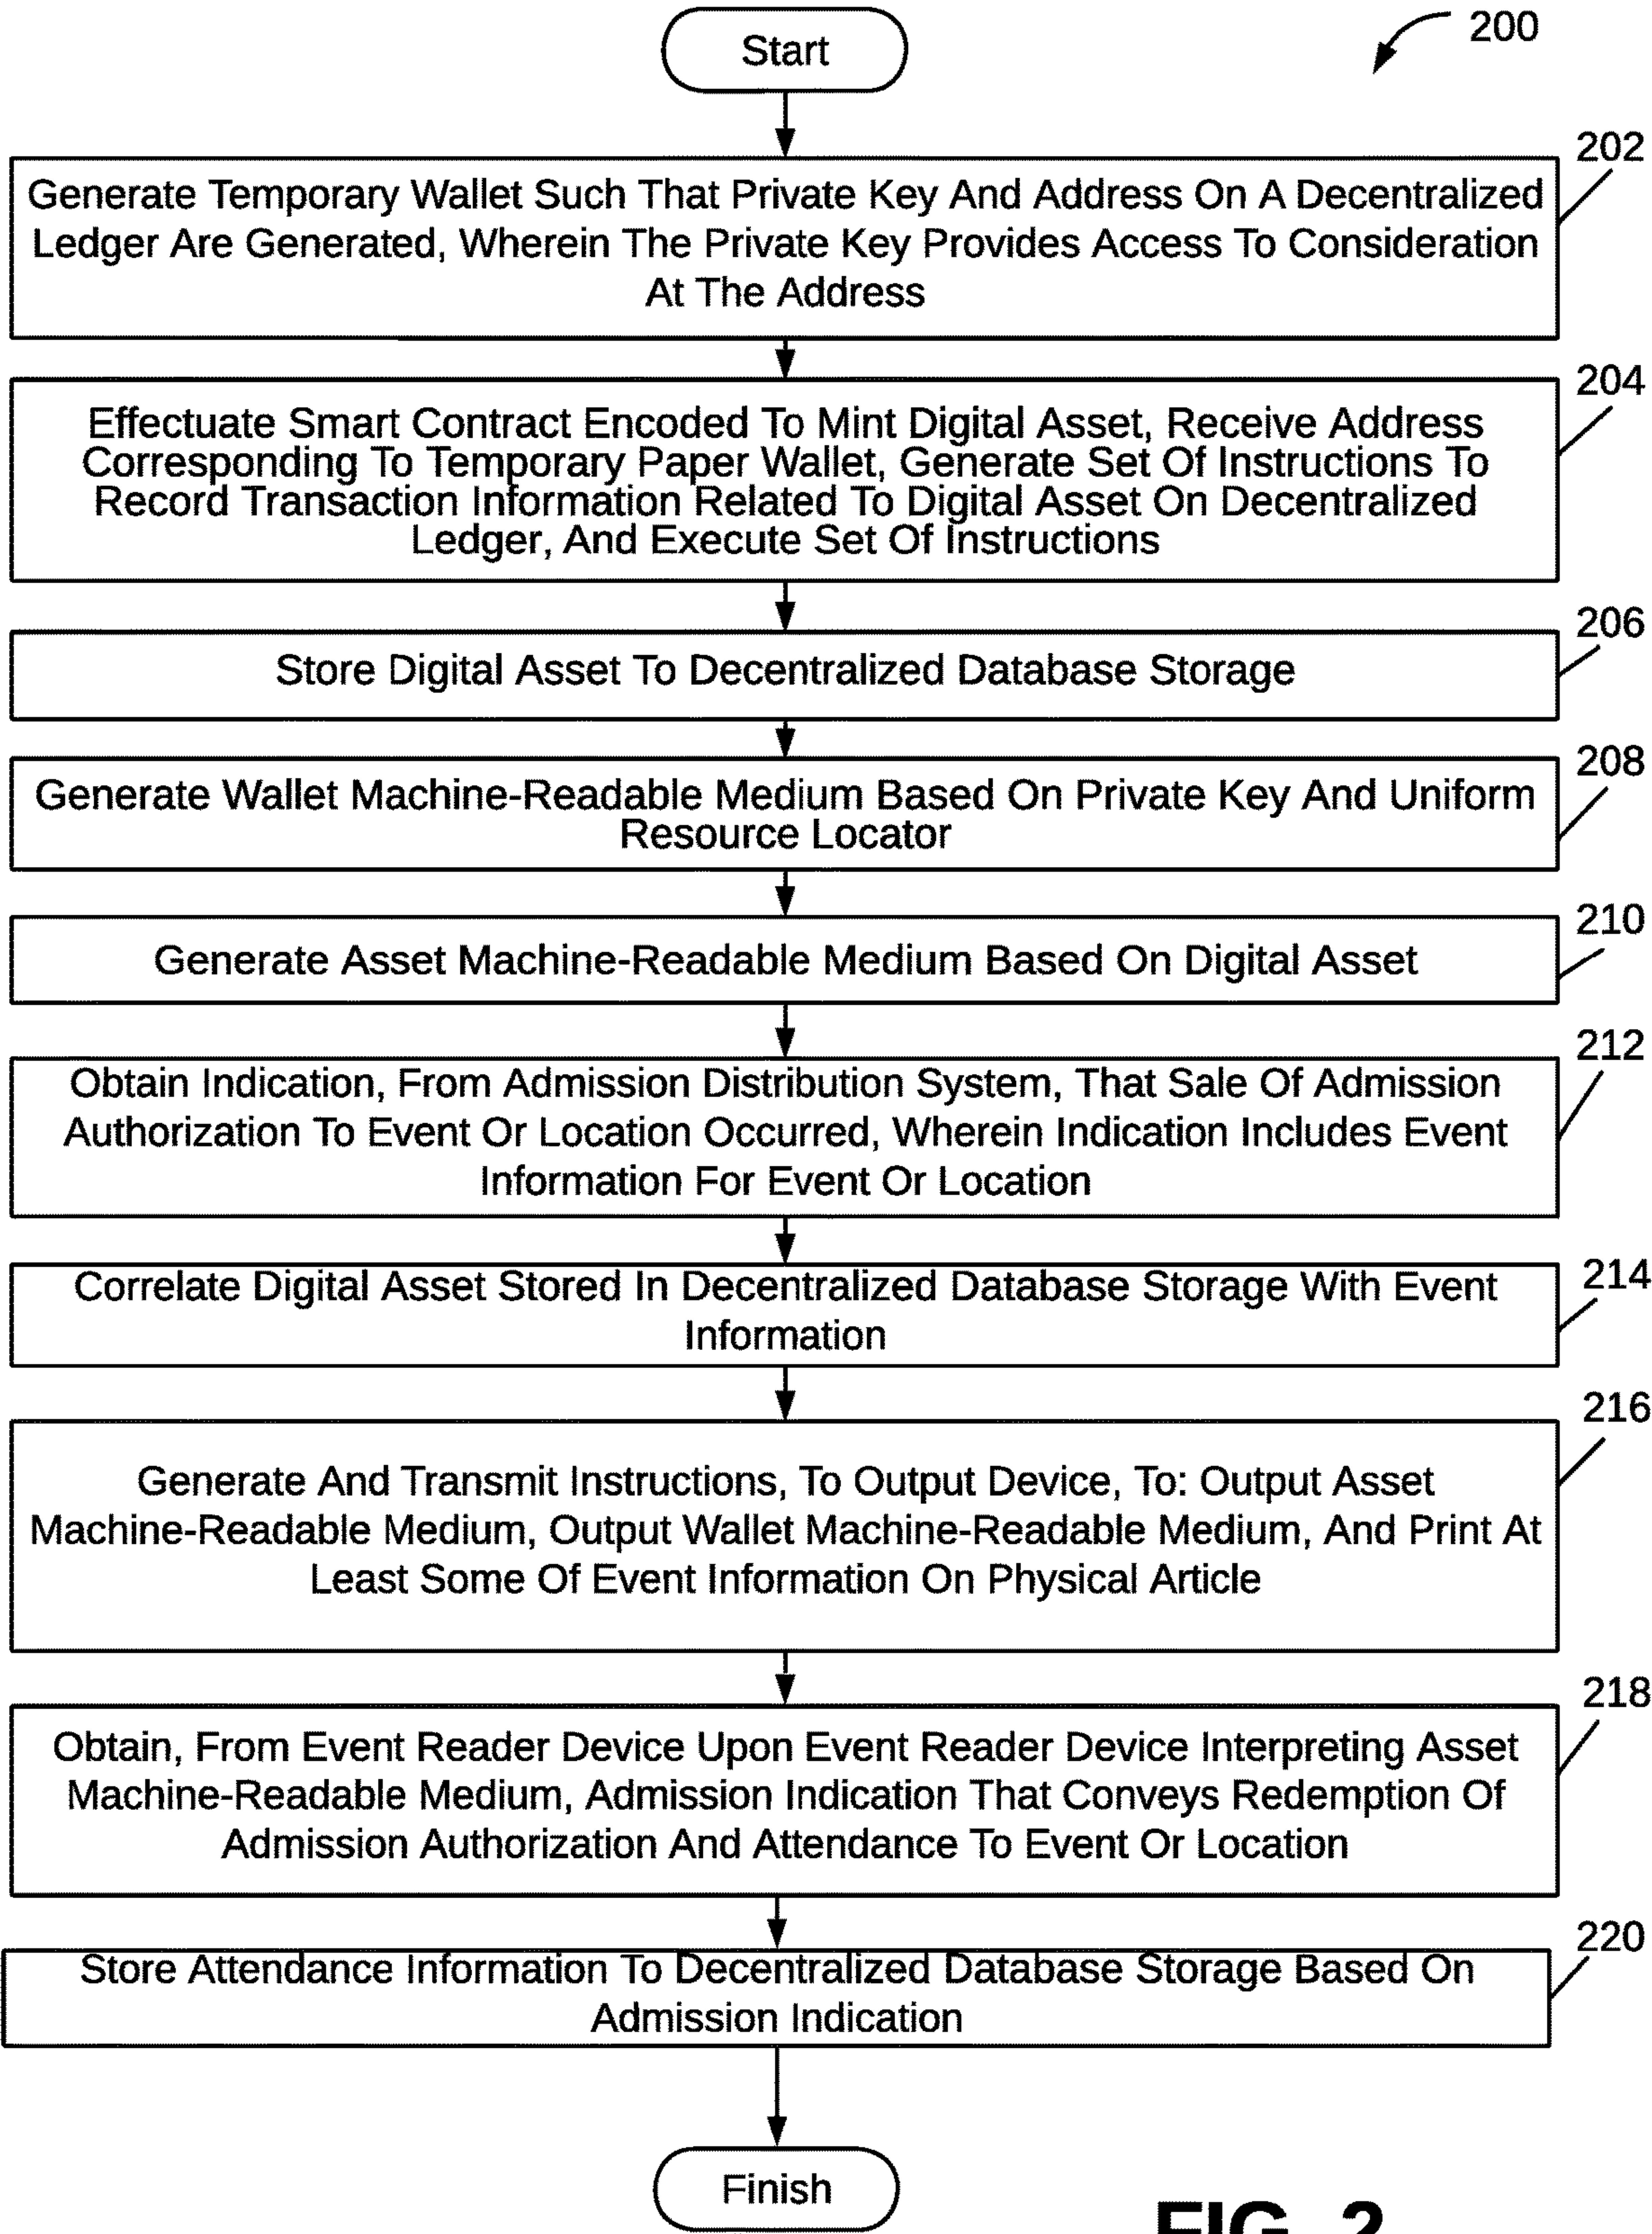 Start
200
202
Generate Temporary Wallet Such That Private Key And Address On A Decentralized
Ledger Are Generated, Wherein The Private Key Provides Access To Consideration
At The Address
204
Effectuate Smart Contract Encoded To Mint Digital Asset, Receive Address
Corresponding To Temporary Paper Wallet, Generate Set Of Instructions To
Record Transaction Information Related To Digital Asset On Decentralized
Ledger, And Execute Set Of Instructions
206
Store Digital Asset To Decentralized Database Storage
208
Generate Wallet Machine-Readable Medium Based On Private Key And Uniform
Resource Locator
210
Generate Asset Machine-Readable Medium Based On Digital Asset
212
Obtain Indication, From Admission Distribution System, That Sale Of Admission
Authorization To Event Or Location Occurred, Wherein Indication Includes Event
Information For Event Or Location
214
Correlate Digital Asset Stored In Decentralized Database Storage With Event
Information
216
Generate And Transmit Instructions, To Output Device, To: Output Asset
Machine-Readable Medium, Output Wallet Machine-Readable Medium, And Print At
Least Some Of Event Information On Physical Article
218
Obtain, From Event Reader Device Upon Event Reader Device Interpreting Asset
Machine-Readable Medium, Admission Indication That Conveys Redemption Of
Admission Authorization And Attendance To Event Or Location
220
Store Attendance Information To Decentralized Database Storage Based On
Admission Indication
Finish
FIG. 2